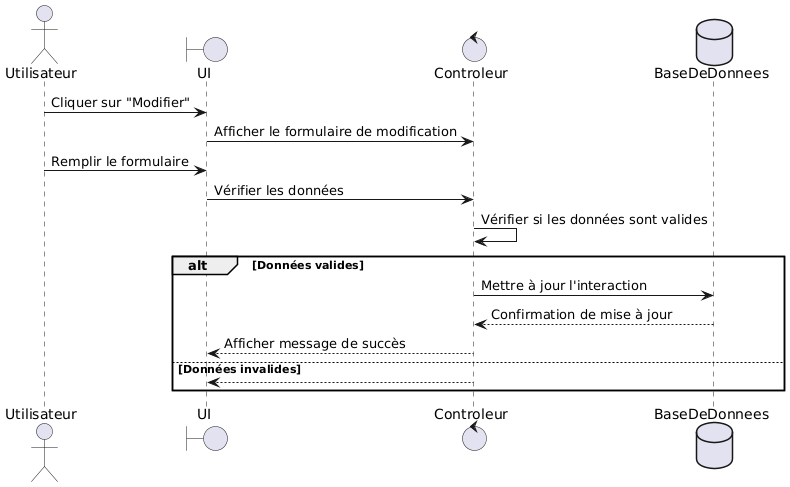 Utilisateur UI Controleur BaseDeDonnees
Cliquer sur "Modifier"
Afficher le formulaire de modification
Remplir le formulaire
Vérifier les données
Vérifier si les données sont valides
alt [Données valides]
Mettre à jour l'interaction
Confirmation de mise à jour
Afficher message de succès
[Données invalides]
Utilisateur UI Controleur BaseDeDonnees